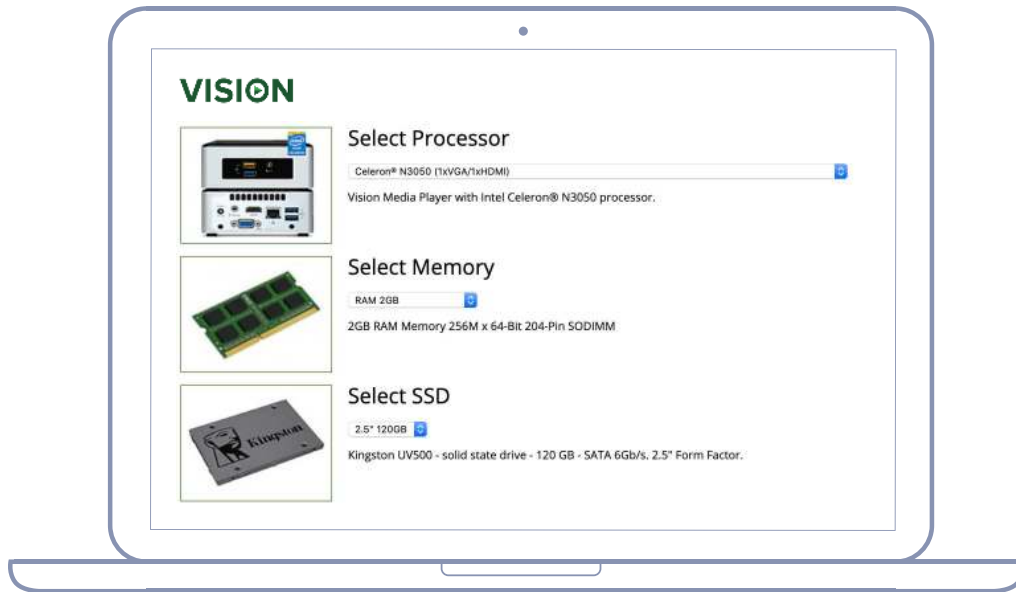 VISION
Select Processor
Celeron® N3050 (1xVGA/1xHDMI)
Vision Media Player with Intel Celeron® N3050 processor.
Select Memory
RAM 2GB
2GB RAM Memory 256M x 64-Bit 204-Pin SODIMM
Kingston
Select SSD
2.5" 120GB
Kingston UV500 - solid state drive - 120 GB - SATA 6Gb/s. 2.5" Form Factor.